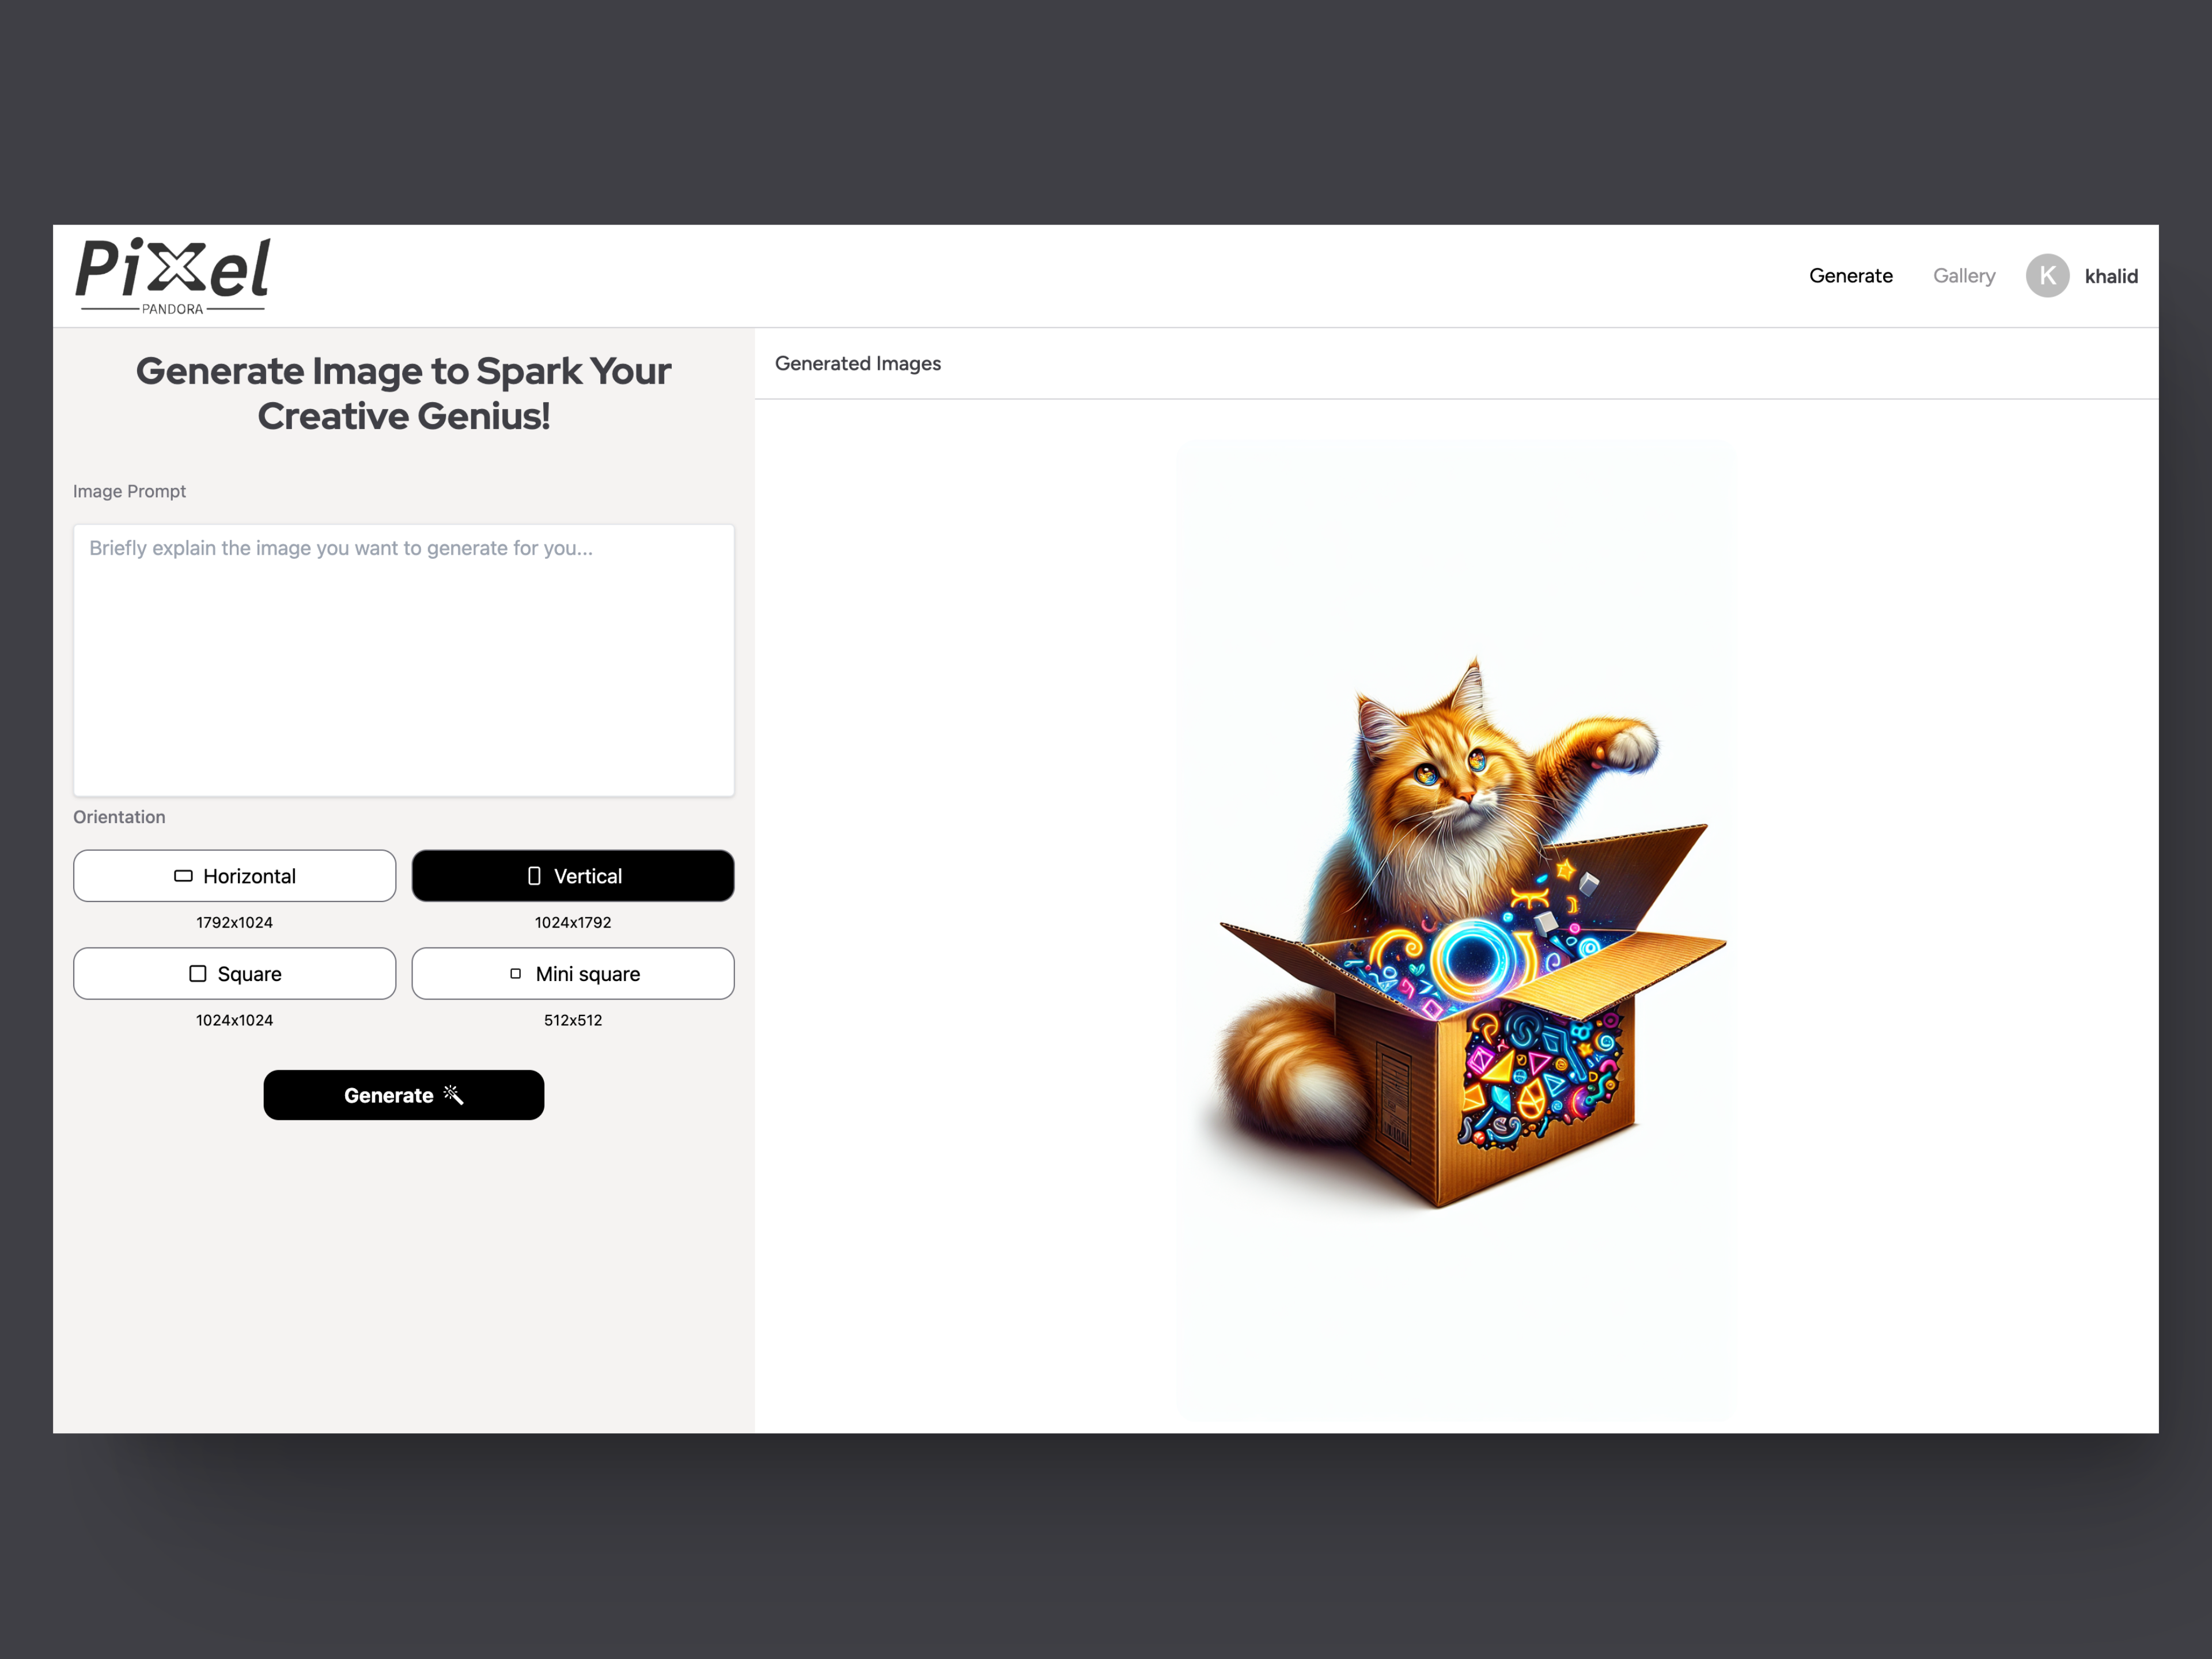 PiXel
PANDORA
Generate
Gallery
K
khalid
Generate Image to Spark Your
Creative Genius!
Generated Images
Image Prompt
Briefly explain the image you want to generate for you...
Orientation
Horizontal
Vertical
1792x1024
1024x1792
Square
Mini square
1024x1024
512x512
Generate